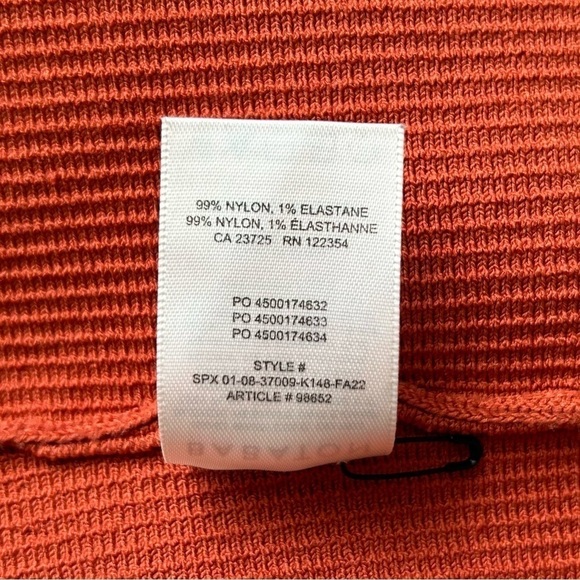 99% NYLON, 1% ELASTANE
99% NYLON, 1% ÉLASTHANNE
CA 23725 RN 122354
PO 4500174632
PO 4500174633
PO 4500174634
STYLE #
SPX 01-08-37009-K148-FA22
ARTICLE # 98652
BABATON